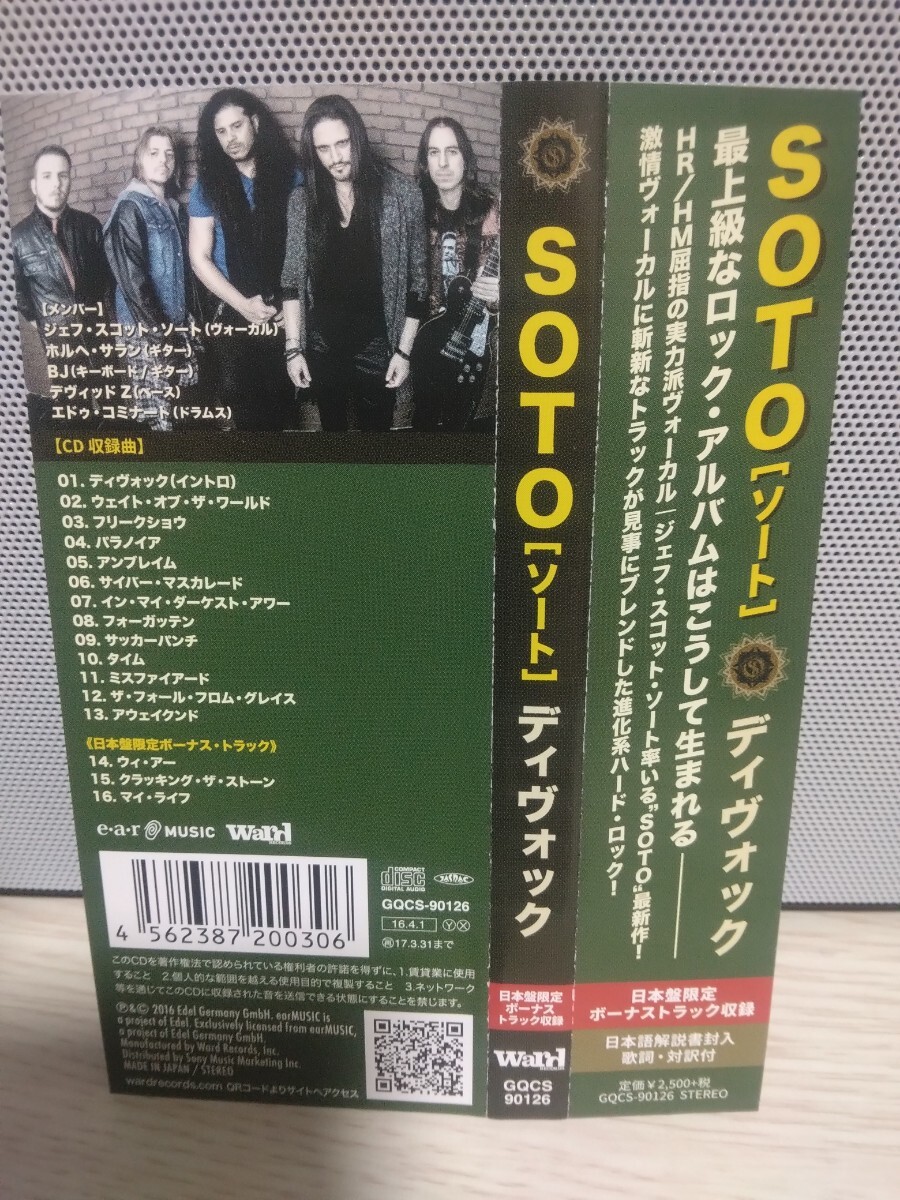 【メンバー】
ジェフ・スコット・ソート(ヴォーカル)
ホルヘ・サラン(ギター)
BJ(キーボード/ギター)
デヴィッドZ(ベース)
エドゥ・コミナート(ドラムス)
【CD 収録曲】
01. ディヴォック(イントロ)
02. ウェイト・オブ・ザ・ワールド
03. フリークショウ
04. パラノイア
05. アンブレイム
06. サイバー・マスカレード
07. イン・マイ・ダーケスト・アワー
08. フォーガッテン
09. サッカーパンチ
10. タイム
11. ミスファイアード
12. ザ・フォール・フロム・グレイス
13. アウェイクンド
《日本盤限定ボーナス・トラック》
14. ウィ・アー
15. クラッキング・ザ・ストーン
16. マイ・ライフ
e・a・r MUSIC Ward RECORDS
COMPACT disc DIGITAL AUDIO
JASRAC
GQCS-90126
16.4.1 Ⓨ Ⓧ
17.3.31まで
4 562387 200306
このCDを著作権法で認められている権利者の許諾を得ずに、1.賃貸業に使用
すること 2.個人的な範囲を越える使用目的で複製すること 3.ネットワーク
等を通じてこのCDに収録された音を送信できる状態にすることを禁じます。
℗&© 2016 Edel Germany GmbH. earMUSIC is
a project of Edel. Exclusively licensed from earMUSIC,
a project of Edel Germany GmbH.
Manufactured by Ward Records, Inc.
Distributed by Sony Music Marketing Inc.
MADE IN JAPAN / STEREO
wardrecords.com QRコードよりサイトへアクセス
SOTO[ソート] ディヴォック
日本盤限定
ボーナス
トラック収録
Ward RECORDS
GQCS
90126
SOTO[ソート] ディヴォック
最上級なロック・アルバムはこうして生まれる――
HR/HM屈指の実力派ヴォーカル|ジェフ・スコット・ソート率いる"SOTO"最新作!
激情ヴォーカルに斬新なトラックが見事にブレンドした進化系ハード・ロック!
日本盤限定
ボーナストラック収録
日本語解説書封入
歌詞・対訳付
定価¥2,500+税
GQCS-90126 STEREO